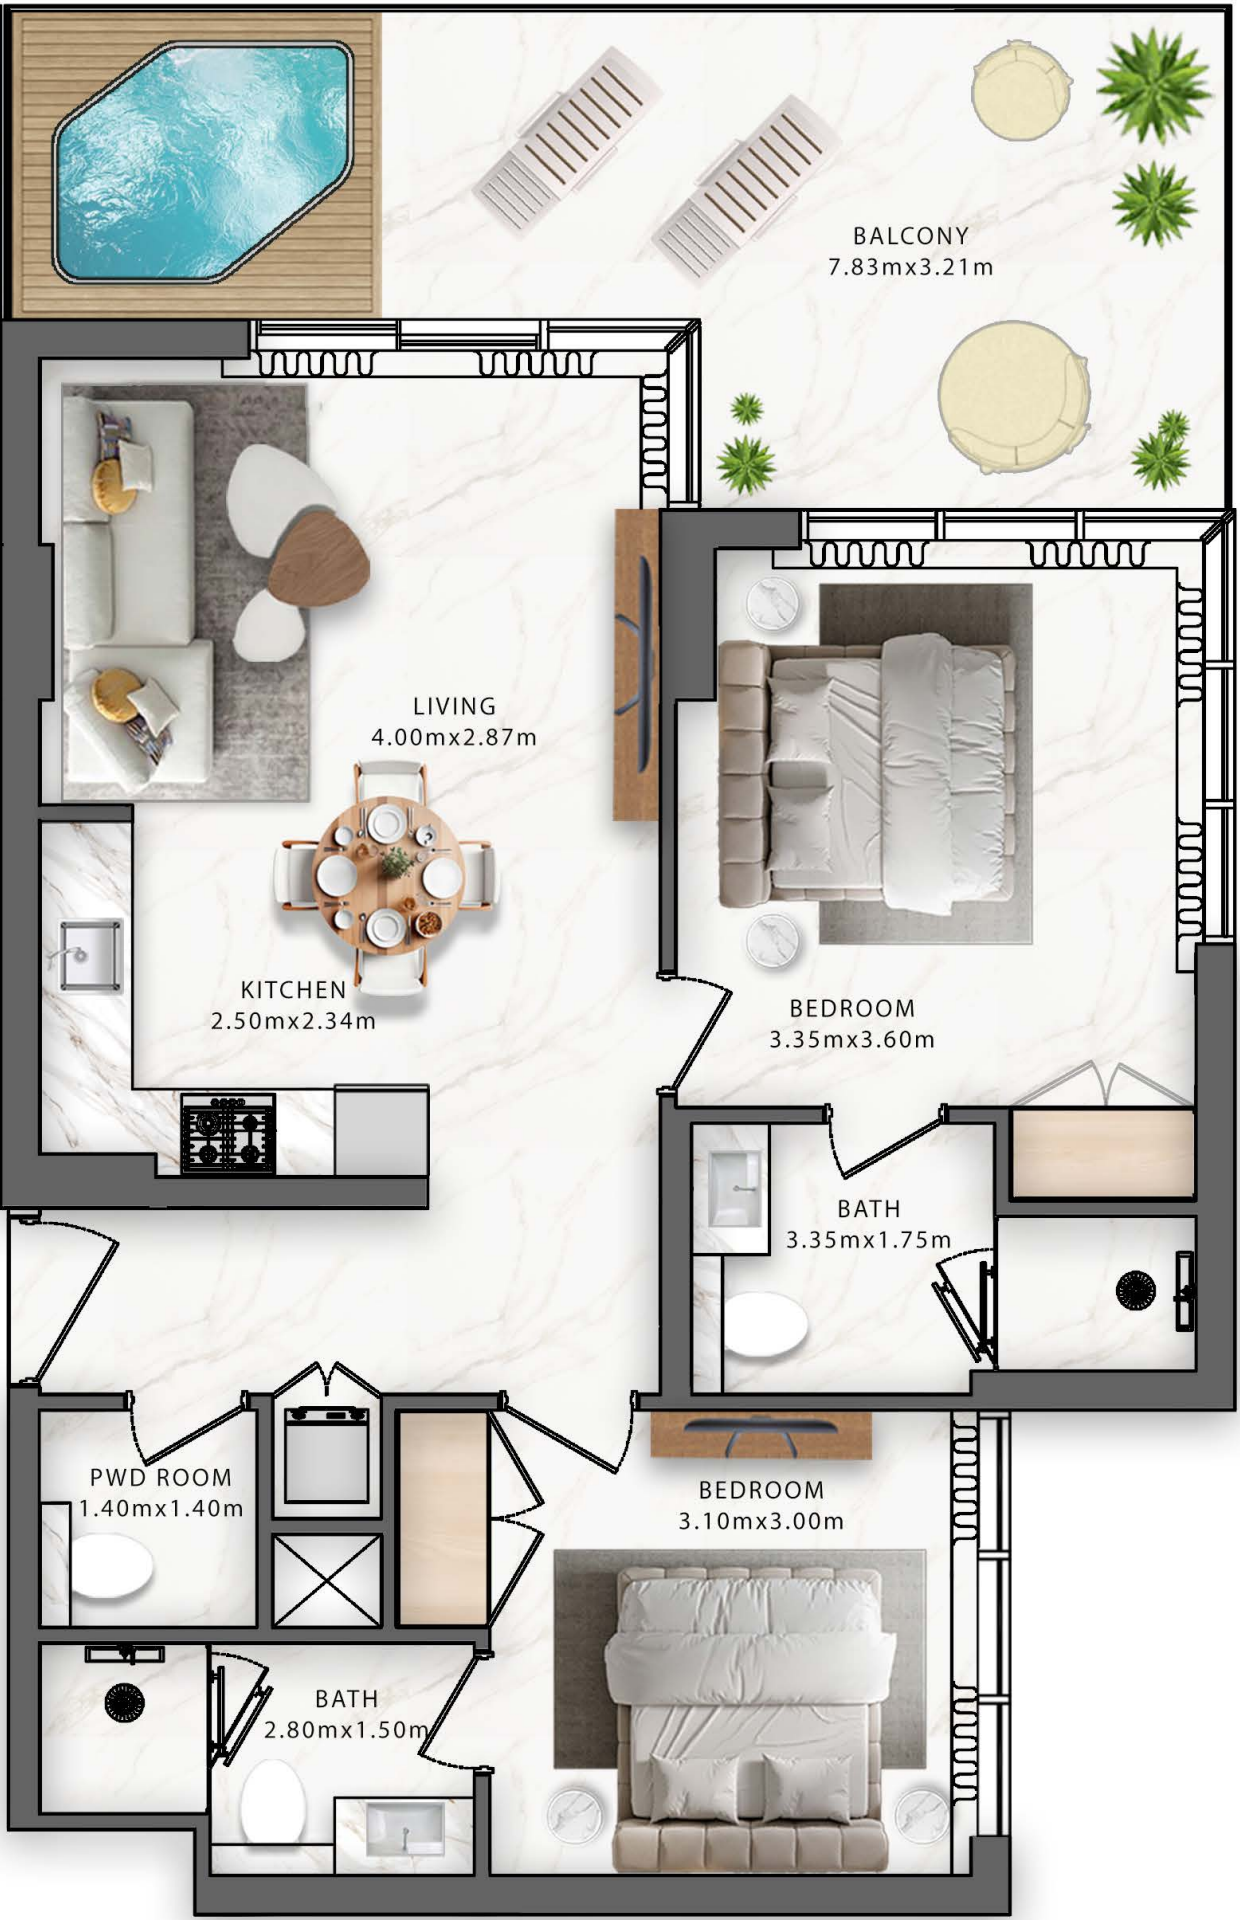 BALCONY
7.83mx3.21m
LIVING
4.00mx2.87m
KITCHEN
2.50mx2.34m
BEDROOM
3.35mx3.60m
BATH
3.35mx1.75m
PWD ROOM
1.40mx1.40m
BEDROOM
3.10mx3.00m
BATH
2.80mx1.50m